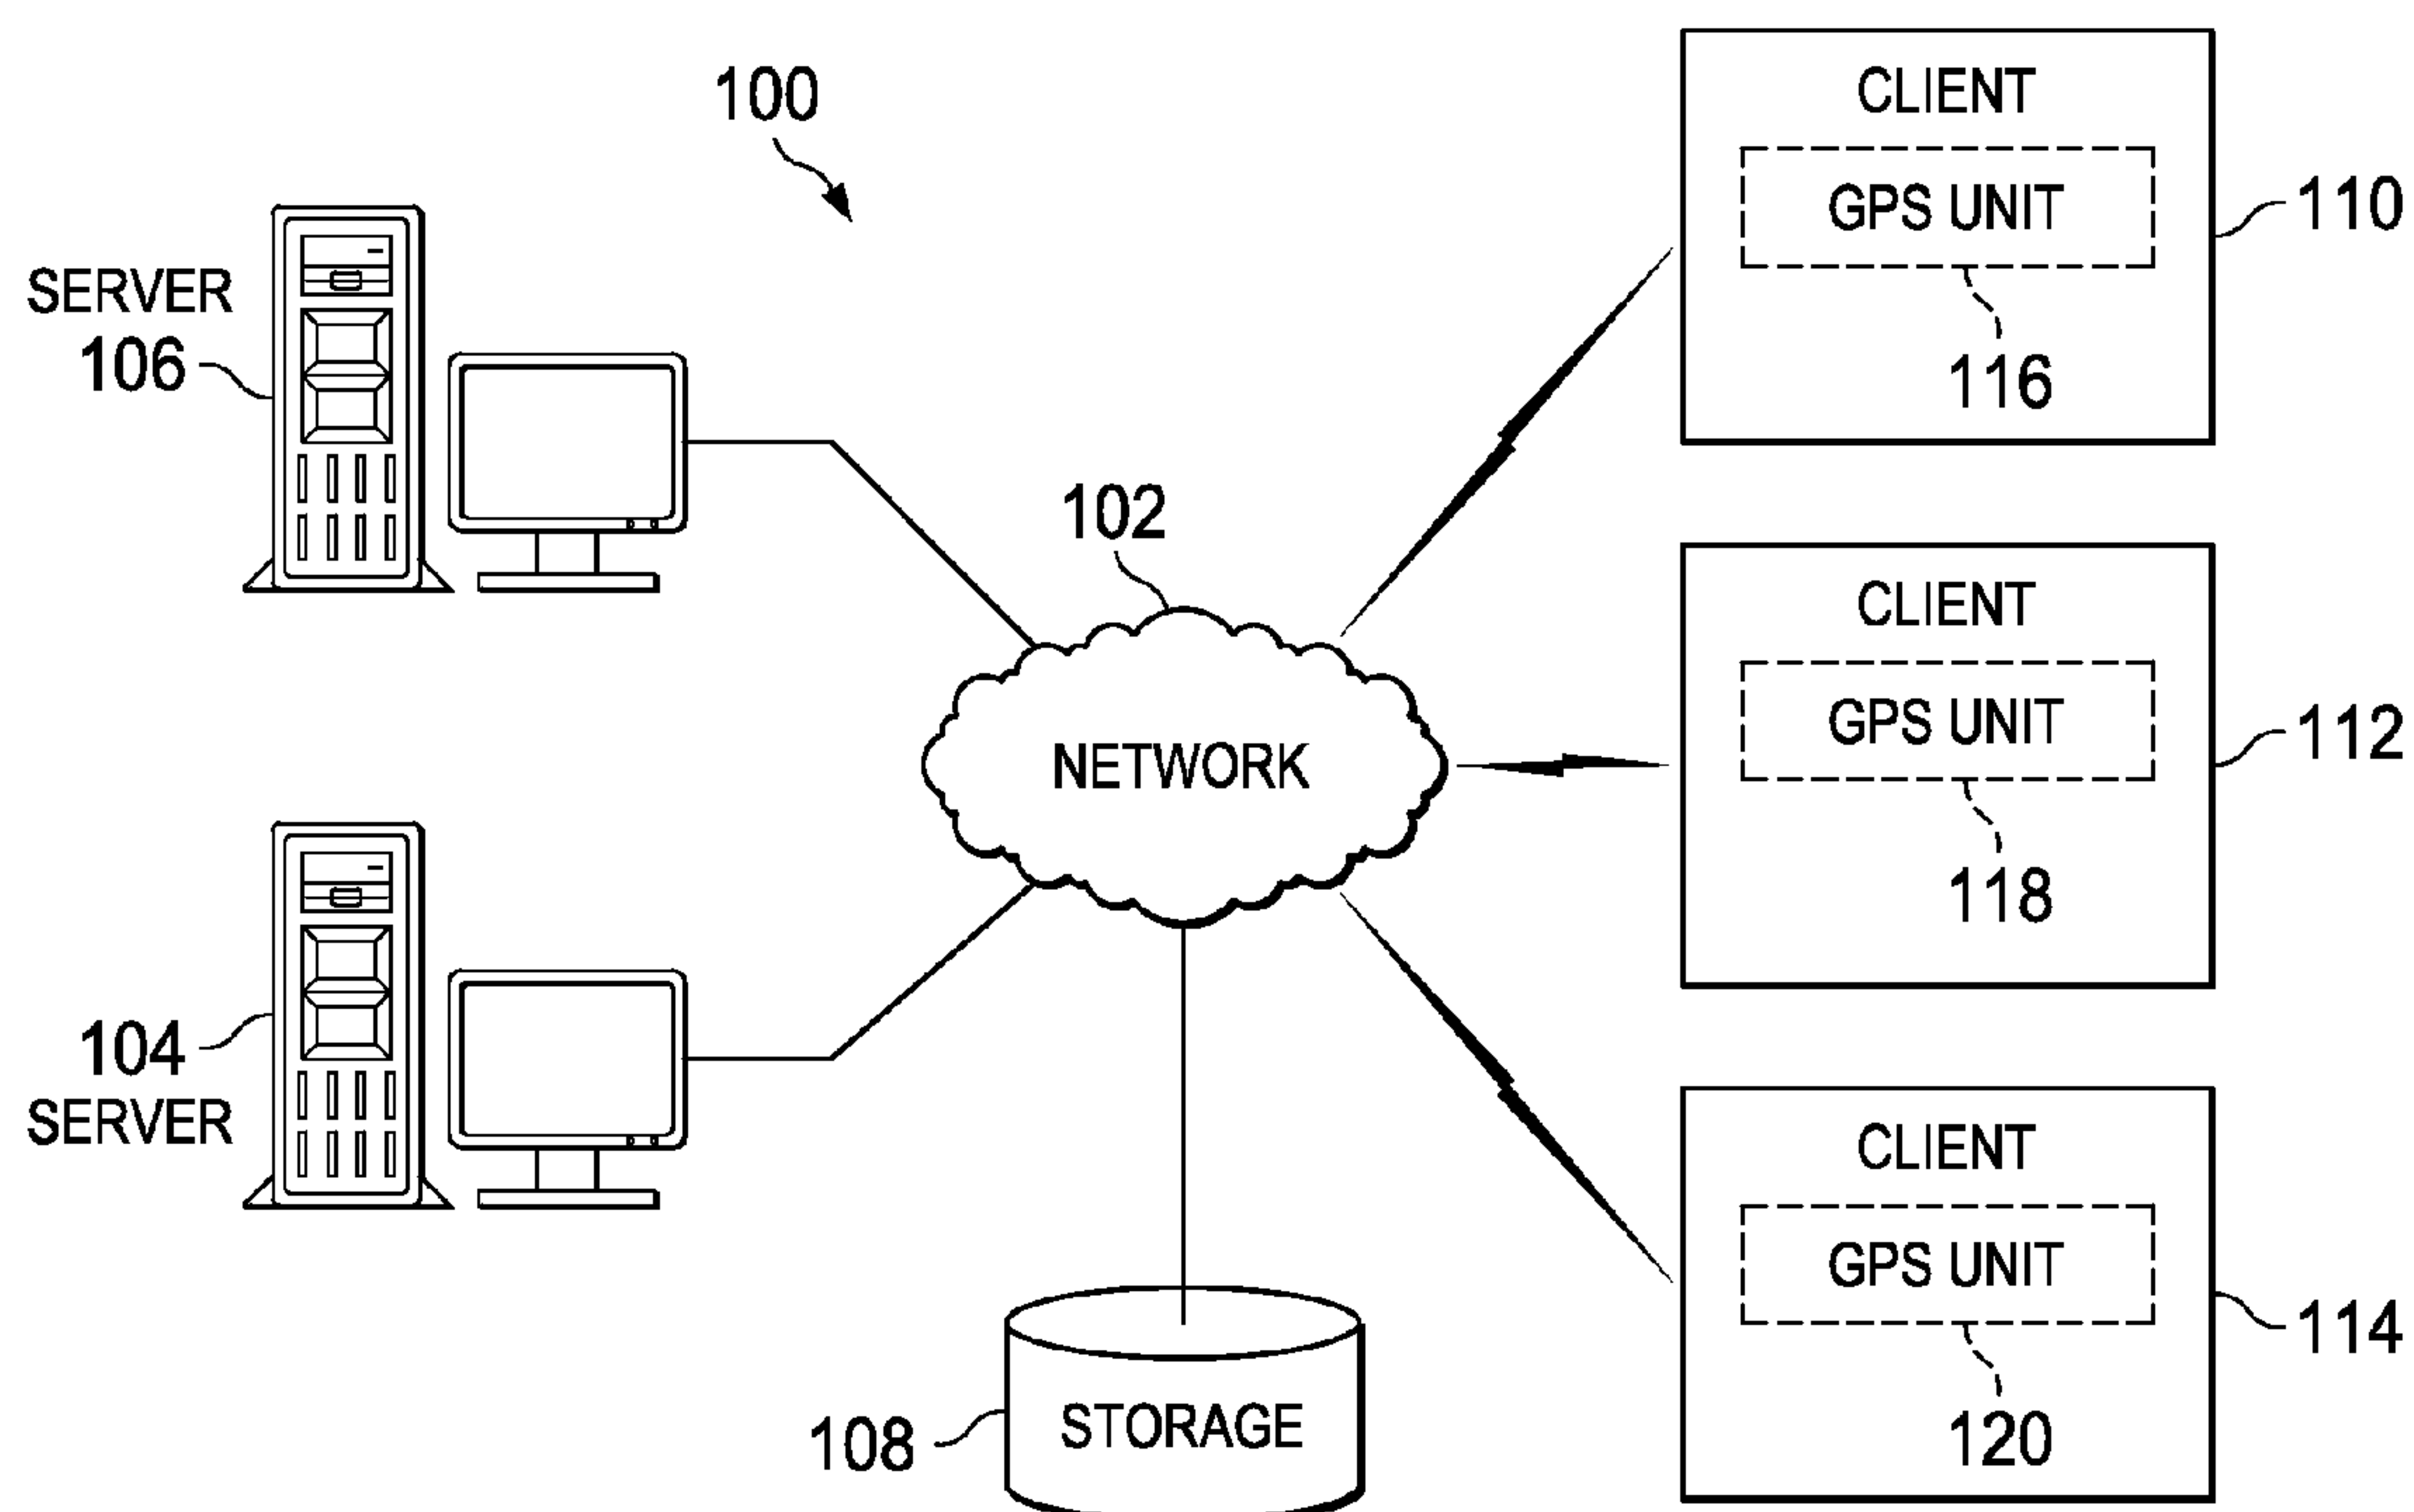 100
SERVER
106
102
NETWORK
104
SERVER
108
STORAGE
CLIENT
GPS UNIT
110
116
CLIENT
GPS UNIT
112
118
CLIENT
GPS UNIT
114
120